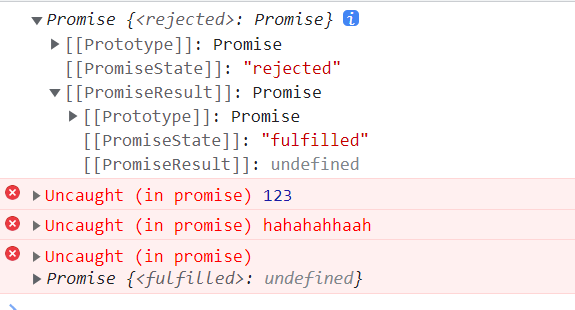 ▼Promise {<rejected>: Promise} i
▶[[Prototype]]: Promise
[[PromiseState]]: "rejected"
▼[[PromiseResult]]: Promise
▶[[Prototype]]: Promise
[[PromiseState]]: "fulfilled"
[[PromiseResult]]: undefined
▶Uncaught (in promise) 123
▶Uncaught (in promise) hahahahhaah
▶Uncaught (in promise)
▶Promise {<fulfilled>: undefined}